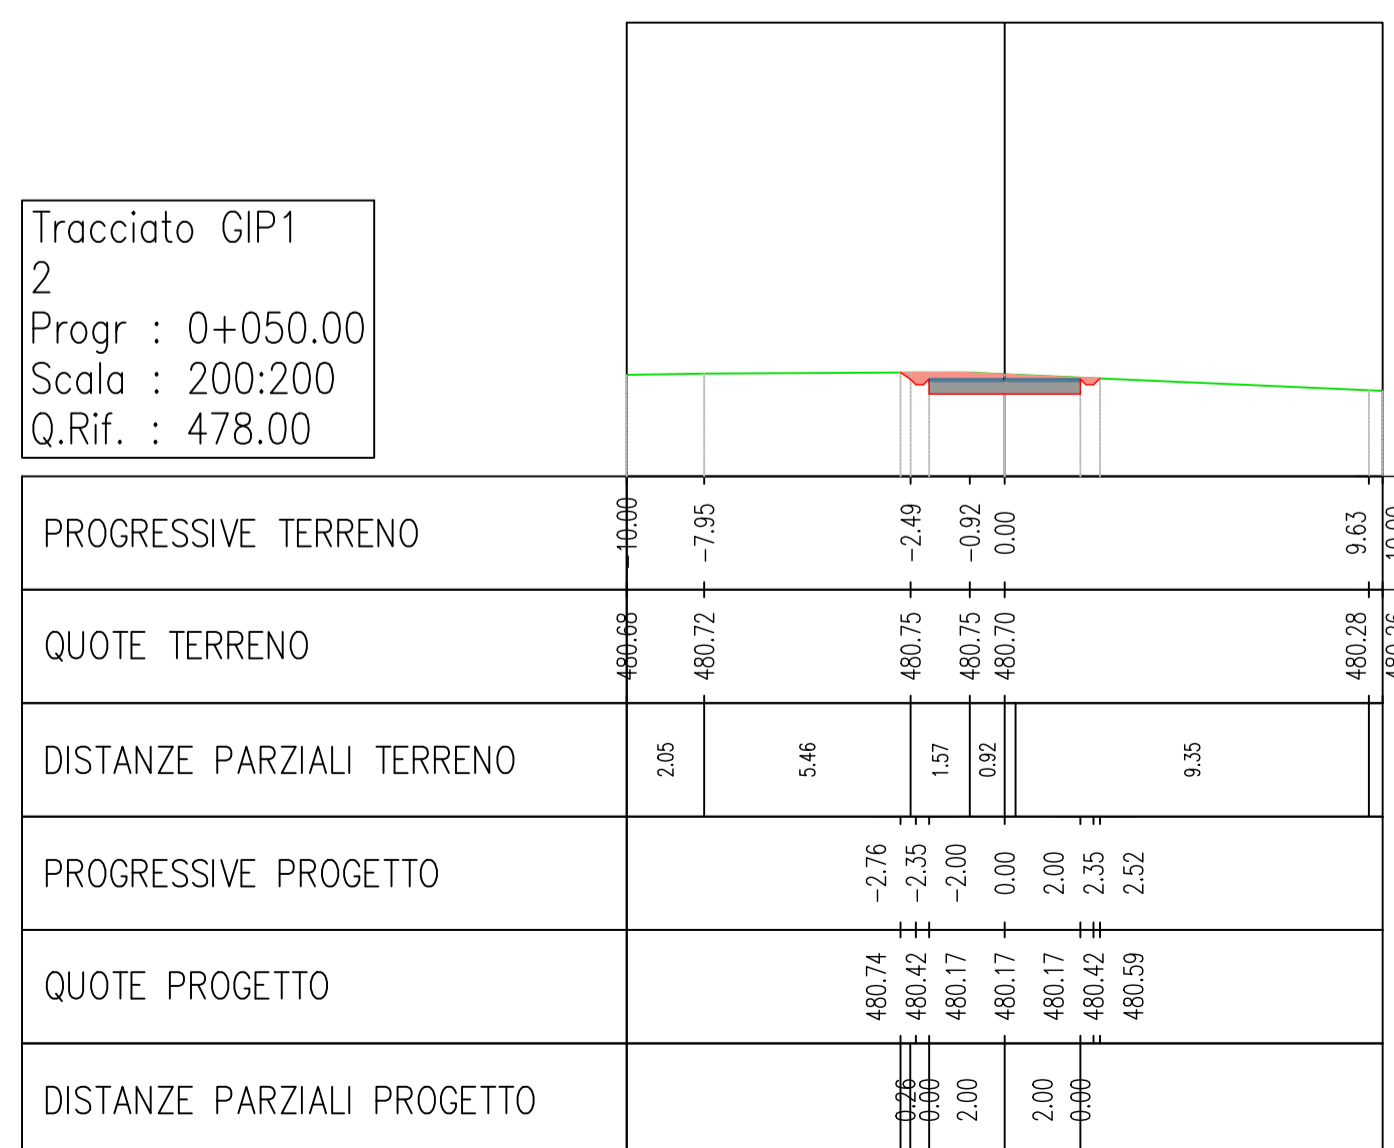 Tracciato GIP1
2
Progr : 0+050.00
Scala : 200:200
Q.Rif. : 478.00
PROGRESSIVE TERRENO -10.00 -7.95 -2.49 -0.92 0.00 9.63 10.00
QUOTE TERRENO 480.68 480.72 480.75 480.75 480.70 480.28 480.26
DISTANZE PARZIALI TERRENO 2.05 5.46 1.57 0.92 9.35
PROGRESSIVE PROGETTO -2.76 -2.35 -2.00 0.00 2.00 2.35 2.52
QUOTE PROGETTO 480.74 480.42 480.17 480.17 480.17 480.42 480.59
DISTANZE PARZIALI PROGETTO 0.26 0.00 2.00 2.00 0.00